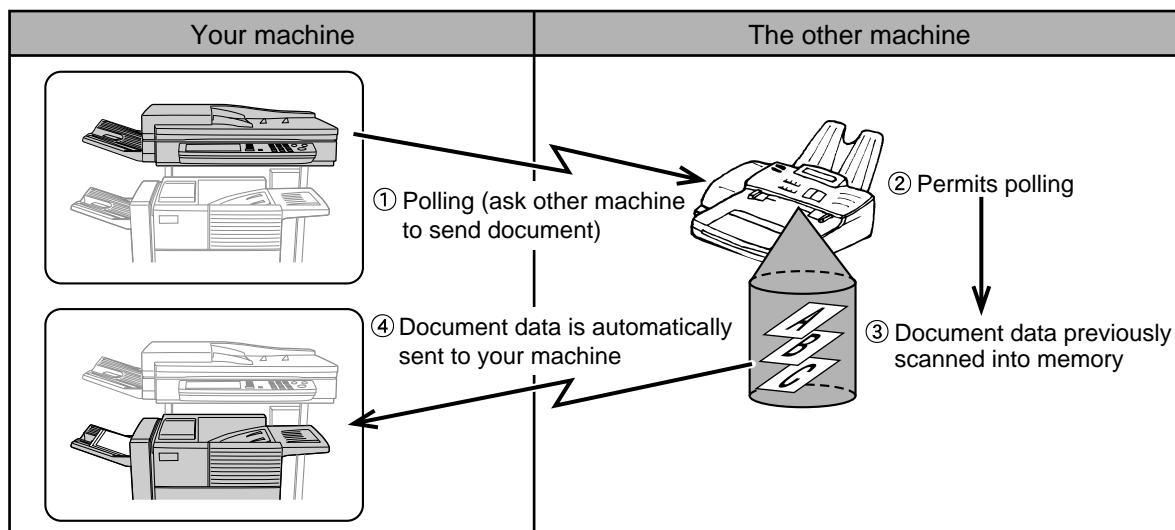 Your machine
The other machine
① Polling (ask other machine
to send document)
② Permits polling
A
B
C
③ Document data previously
scanned into memory
④ Document data is automatically
sent to your machine